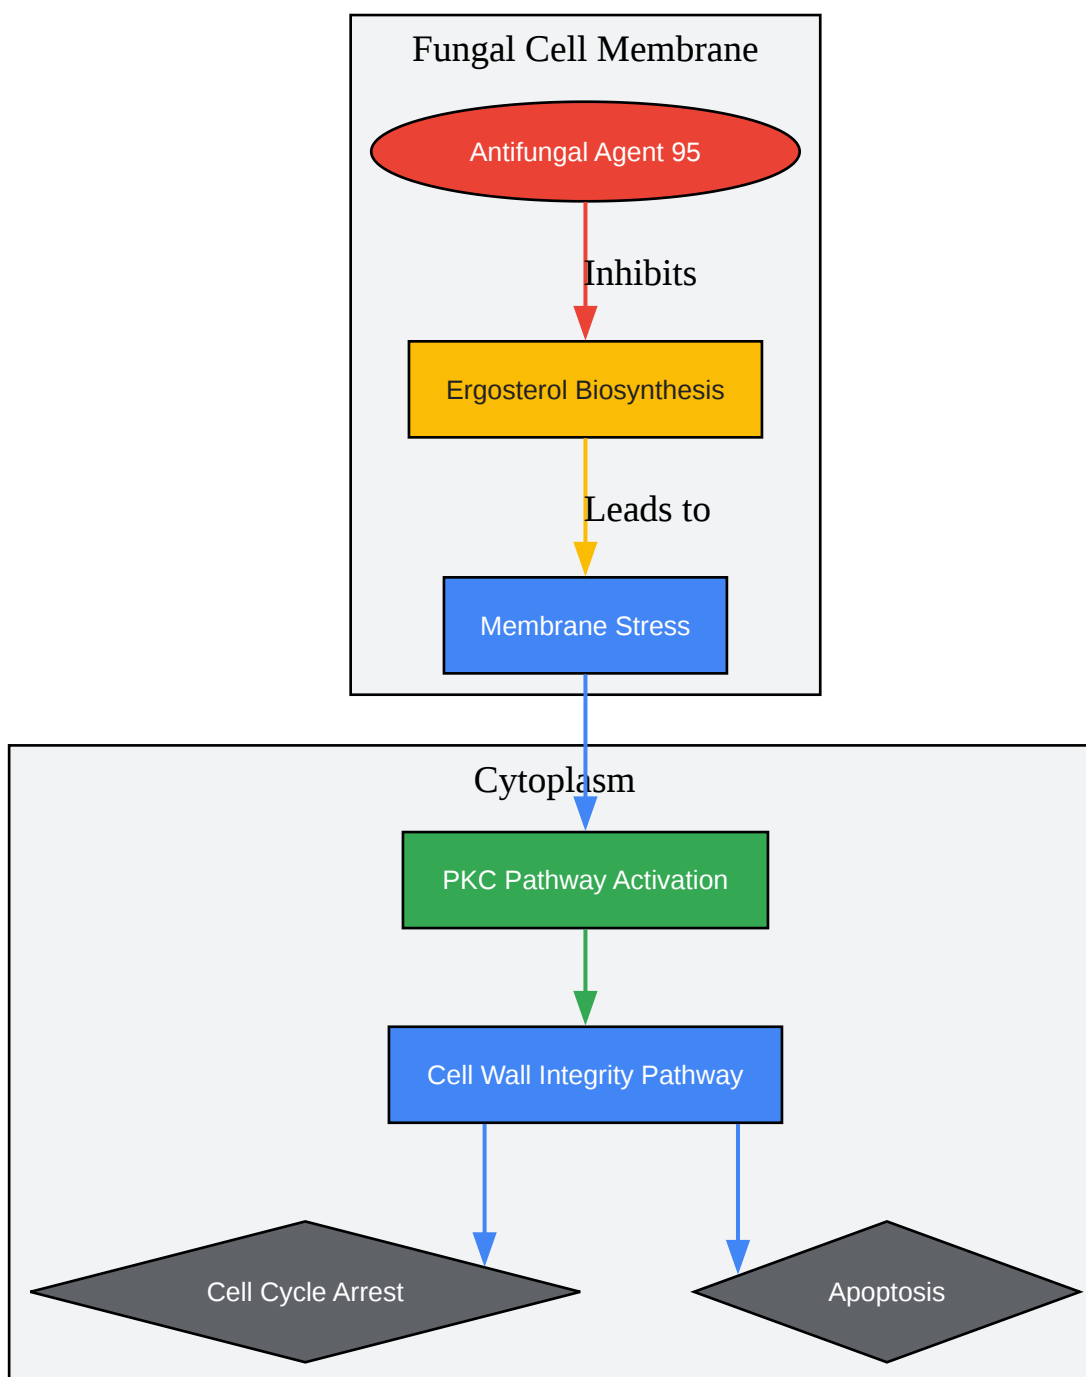 Fungal Cell Membrane
Antifungal Agent 95
Inhibits
Ergosterol Biosynthesis
Leads to
Membrane Stress
Cytoplasm
PKC Pathway Activation
Cell Wall Integrity Pathway
Cell Cycle Arrest
Apoptosis